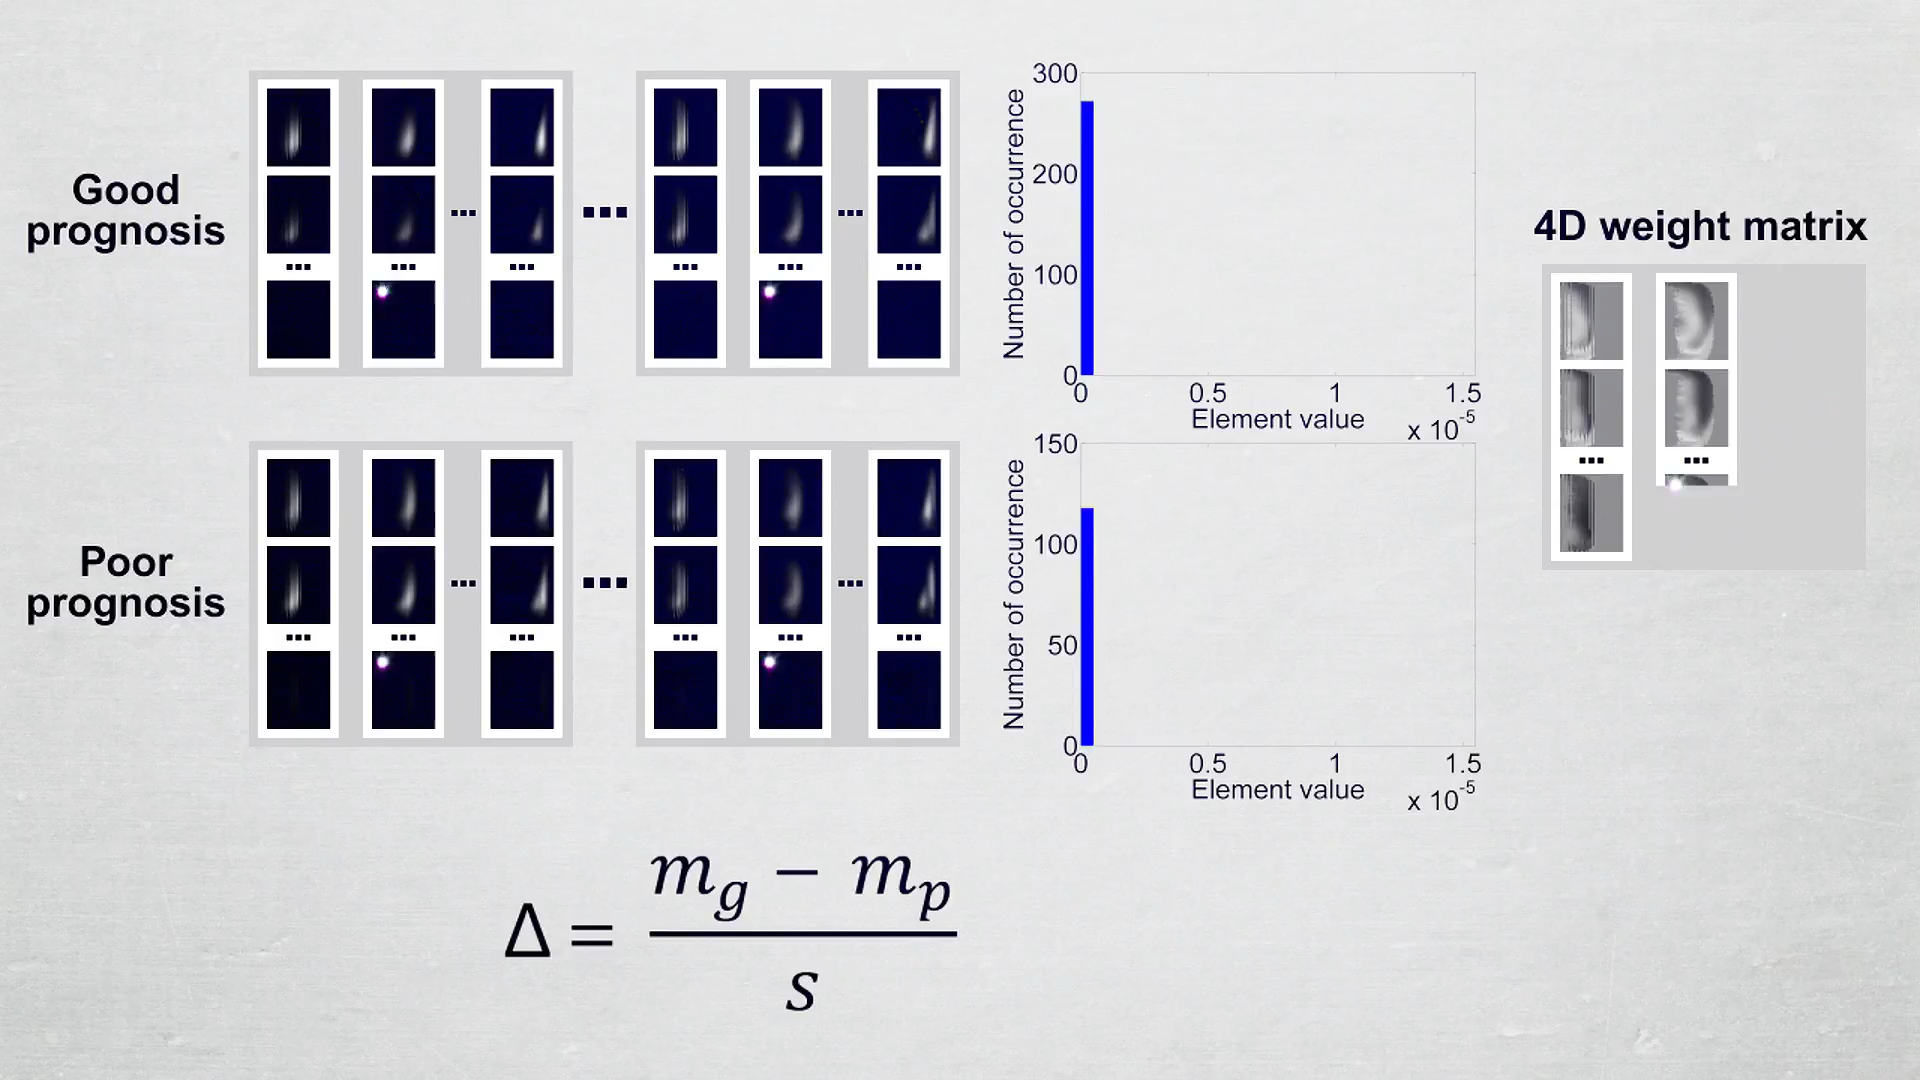 Good
prognosis
...
...
...
...
...
...
...
...
...
Number of occurrence
300
200
100
0
0 0.5 1 1.5
Element value
x 10-5
4D weight matrix
...
...
Poor
prognosis
...
...
...
...
...
...
...
...
...
Number of occurrence
150
100
50
0
0 0.5 1 1.5
Element value
x 10-5
Δ = mg − mp
s